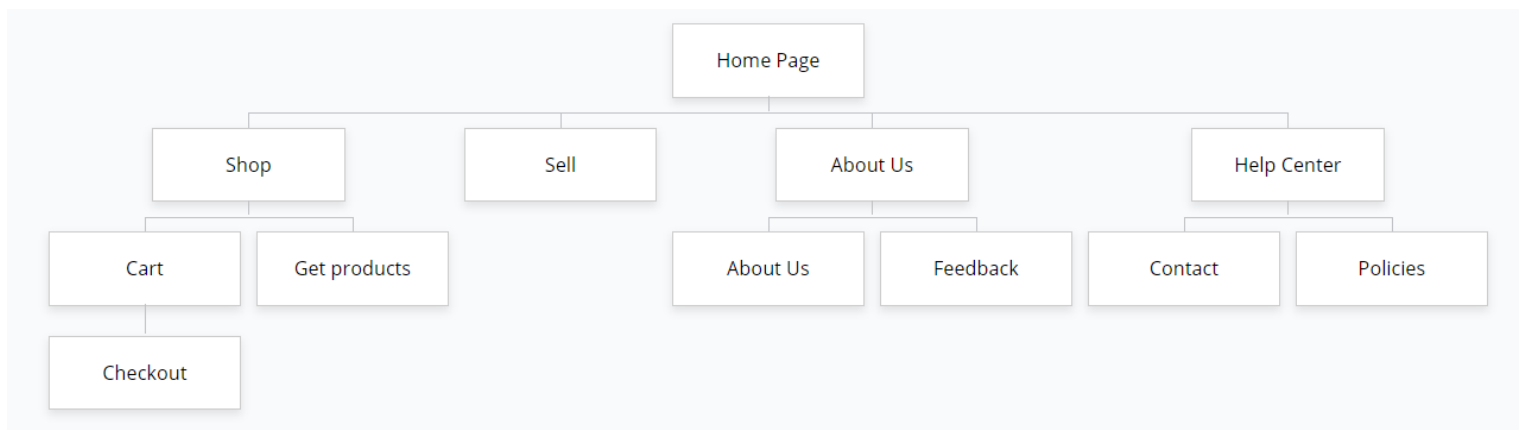 Home Page
Shop
Sell
About Us
Help Center
Cart
Get products
About Us
Feedback
Contact
Policies
Checkout